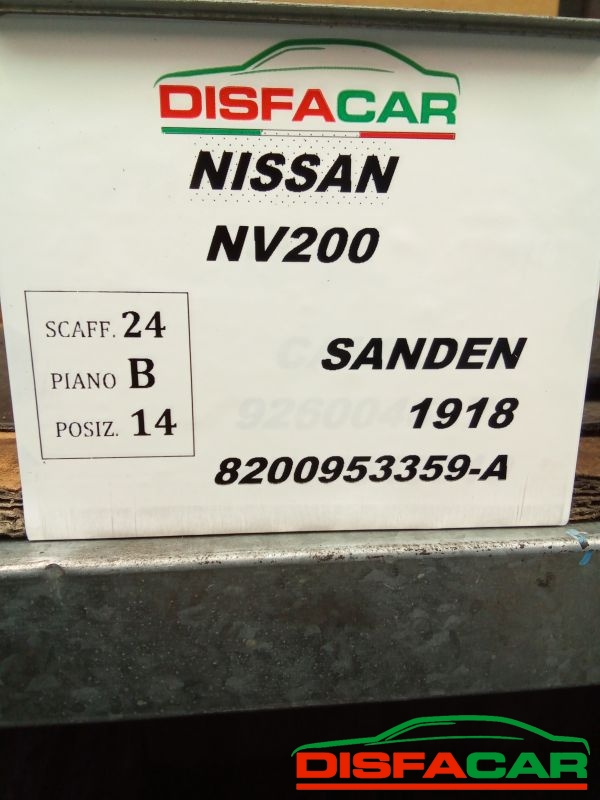 DISFACAR
NISSAN
NV200
SCAFF. 24
PIANO B
POSIZ. 14
SANDEN
1918
8200953359-A
DISFACAR